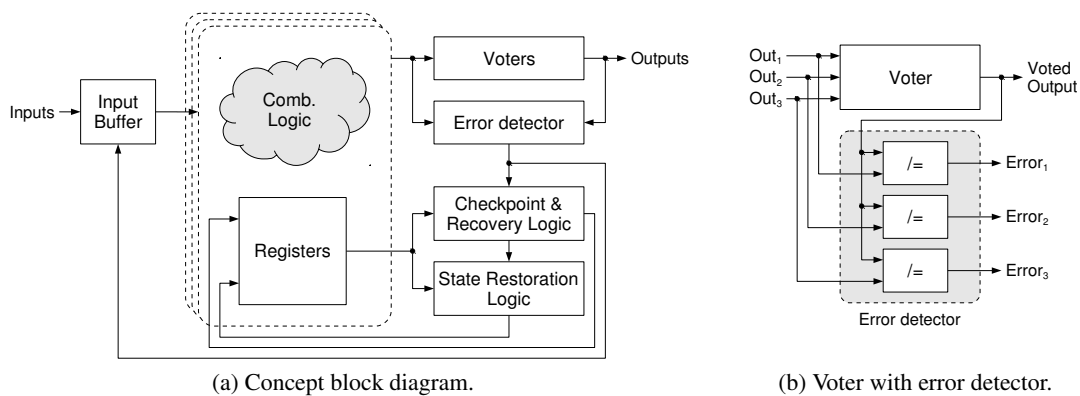 Inputs
Input
Buffer
Comb.
Logic
Registers
Voters
Outputs
Error detector
Checkpoint &
Recovery Logic
State Restoration
Logic
(a) Concept block diagram.
Out₁
Out₂
Out₃
Voter
Voted
Output
/=
Error₁
/=
Error₂
/=
Error₃
Error detector
(b) Voter with error detector.